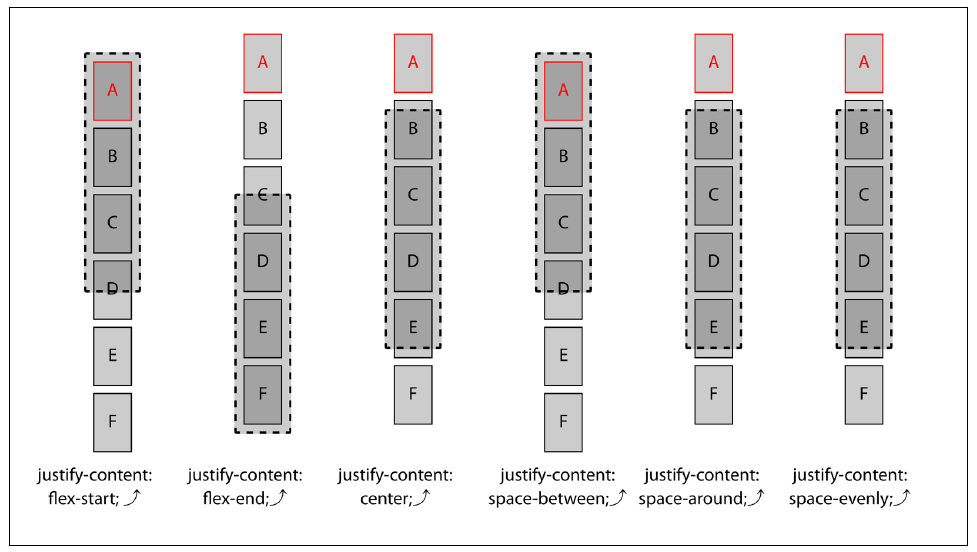 A
B
C
D
E
F
justify-content:
flex-start;⤴
A
B
C
D
E
F
justify-content:
flex-end;⤴
A
B
C
D
E
F
justify-content:
center;⤴
A
B
C
D
E
F
justify-content:
space-between;⤴
A
B
C
D
E
F
justify-content:
space-around;⤴
A
B
C
D
E
F
justify-content:
space-evenly;⤴